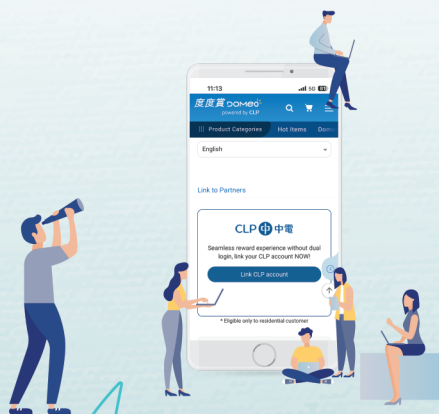 11:13
5G 81
度度賞 DOMEO
powered by CLP
Product Categories
Hot Items
Dom
English
Link to Partners
CLP 中電
Seamless reward experience without dual
login, link your CLP account NOW!
Link CLP account
* Eligible only to residential customer